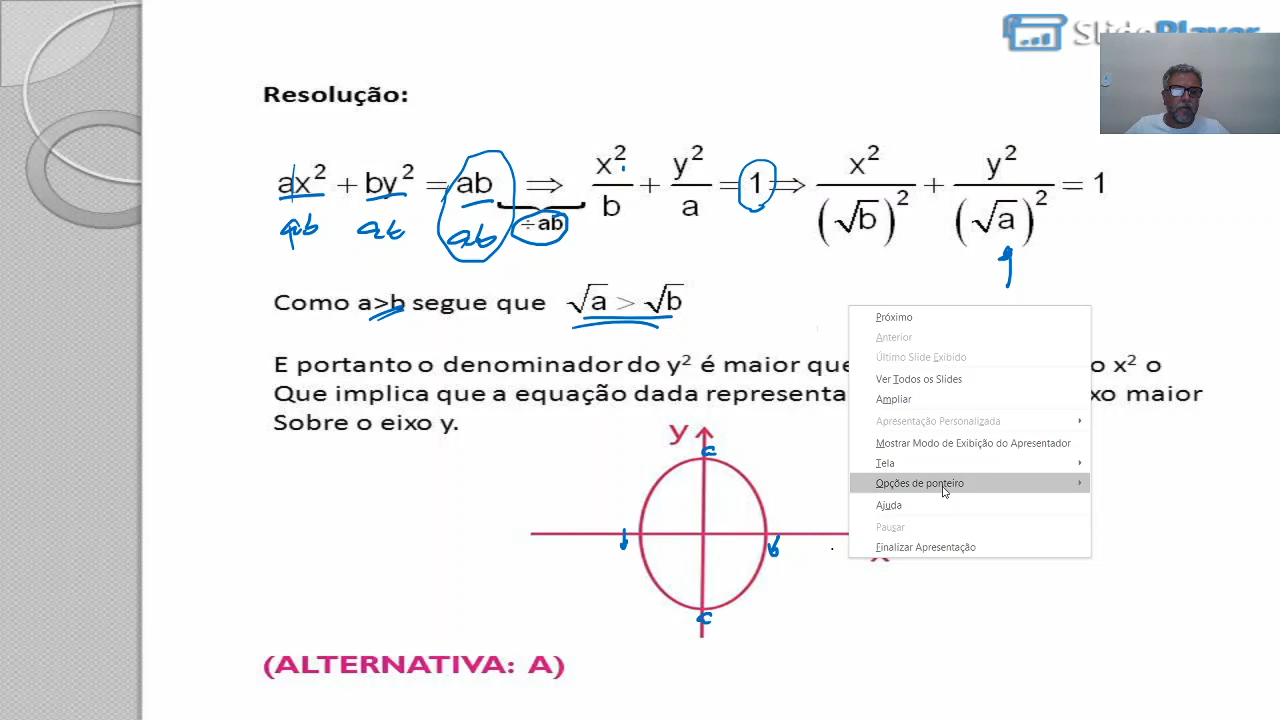 SlidePlayer
Resolução:
ax² + by² = ab ⟹ x²/b + y²/a = 1 ⟹ x²/(√b)² + y²/(√a)² = 1
÷ab
ab ab ab
Como a>b segue que √a > √b
E portanto o denominador do y² é maior que o x² o
Que implica que a equação dada representa xo maior
Sobre o eixo y.
Próximo
Anterior
Último Slide Exibido
Ver Todos os Slides
Ampliar
Apresentação Personalizada
Mostrar Modo de Exibição do Apresentador
Tela
Opções de ponteiro
Ajuda
Pausar
Finalizar Apresentação
y
a
b
(ALTERNATIVA: A)